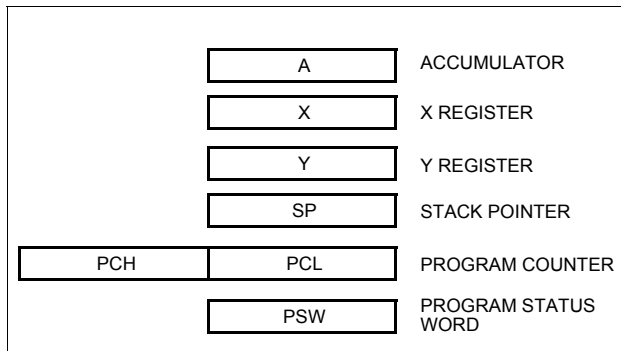 A ACCUMULATOR
X X REGISTER
Y Y REGISTER
SP STACK POINTER
PCH PCL PROGRAM COUNTER
PSW PROGRAM STATUS
WORD